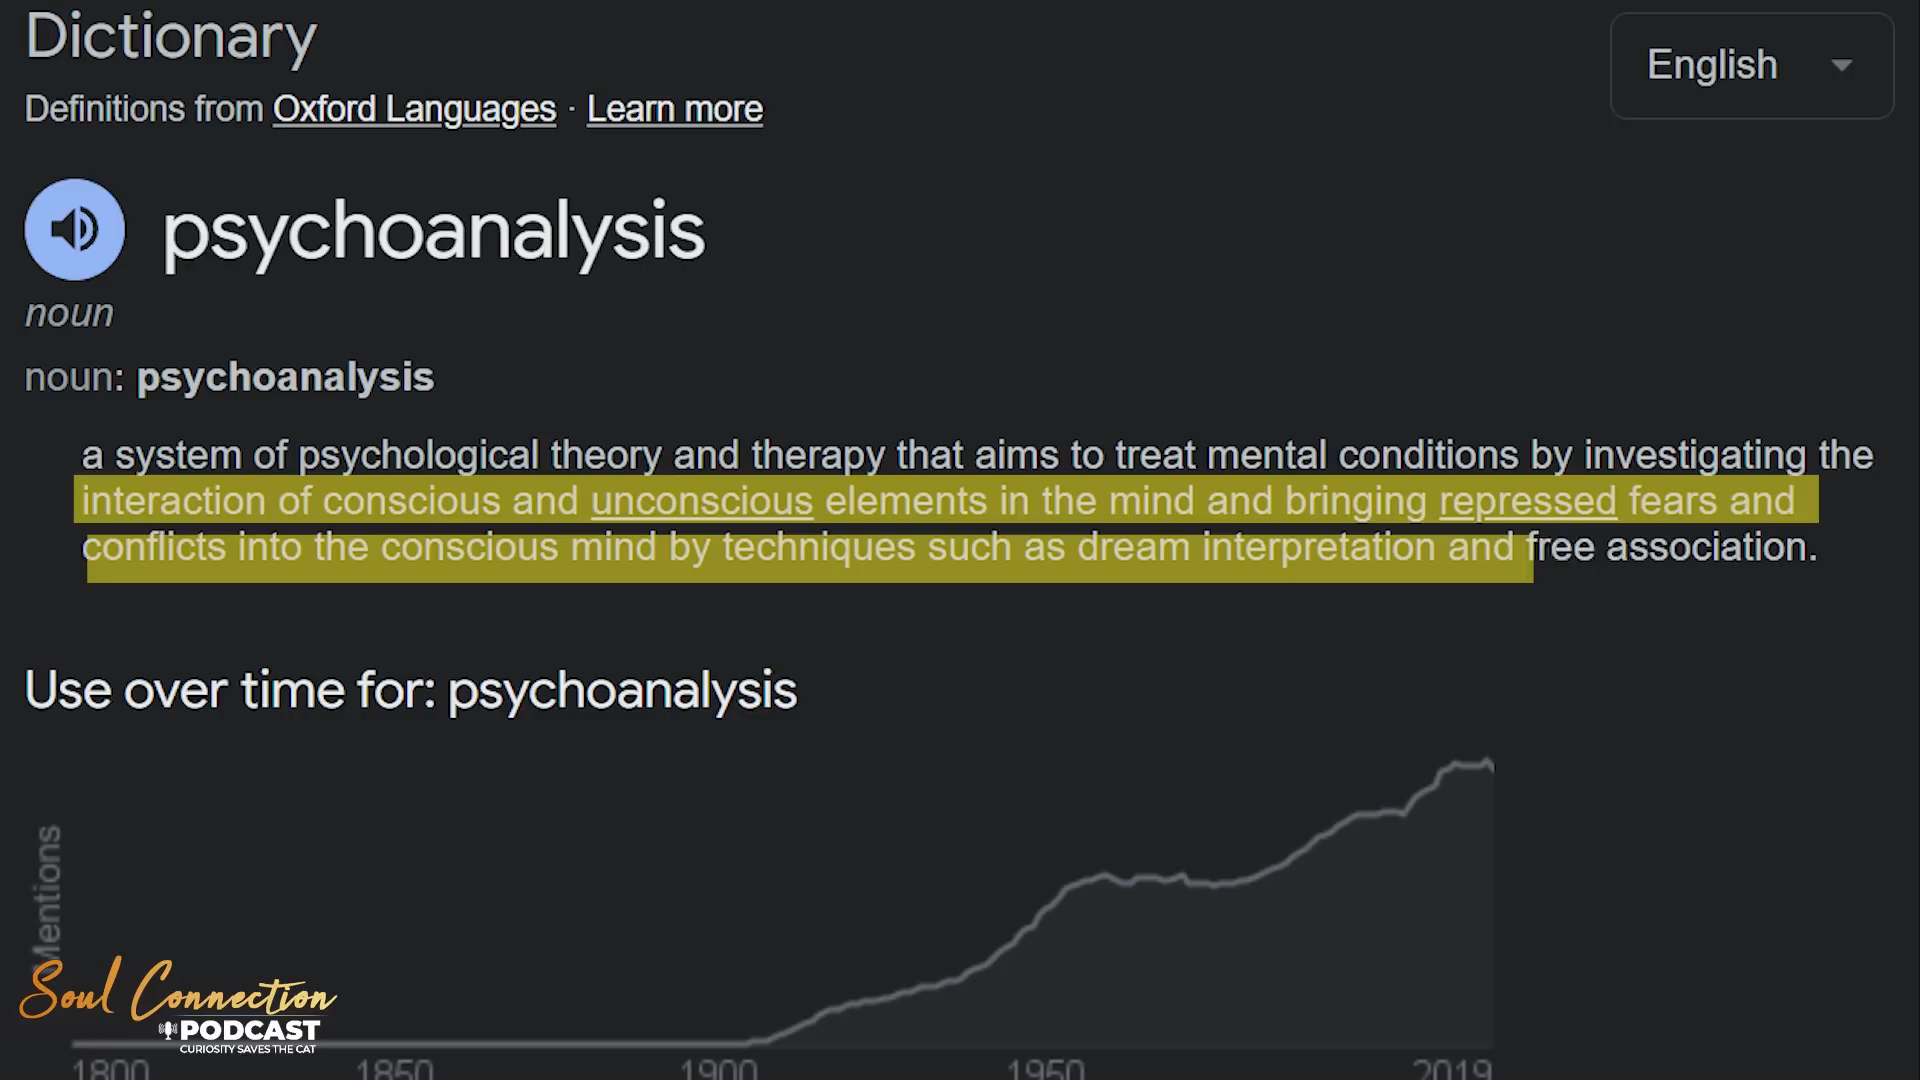 Dictionary
English
Definitions from Oxford Languages · Learn more
psychoanalysis
noun
noun: psychoanalysis
a system of psychological theory and therapy that aims to treat mental conditions by investigating the
interaction of conscious and unconscious elements in the mind and bringing repressed fears and
conflicts into the conscious mind by techniques such as dream interpretation and free association.
Use over time for: psychoanalysis
Mentions
Soul Connection
PODCAST
CURIOSITY SAVES THE CAT
1800 1850 1900 1950 2019